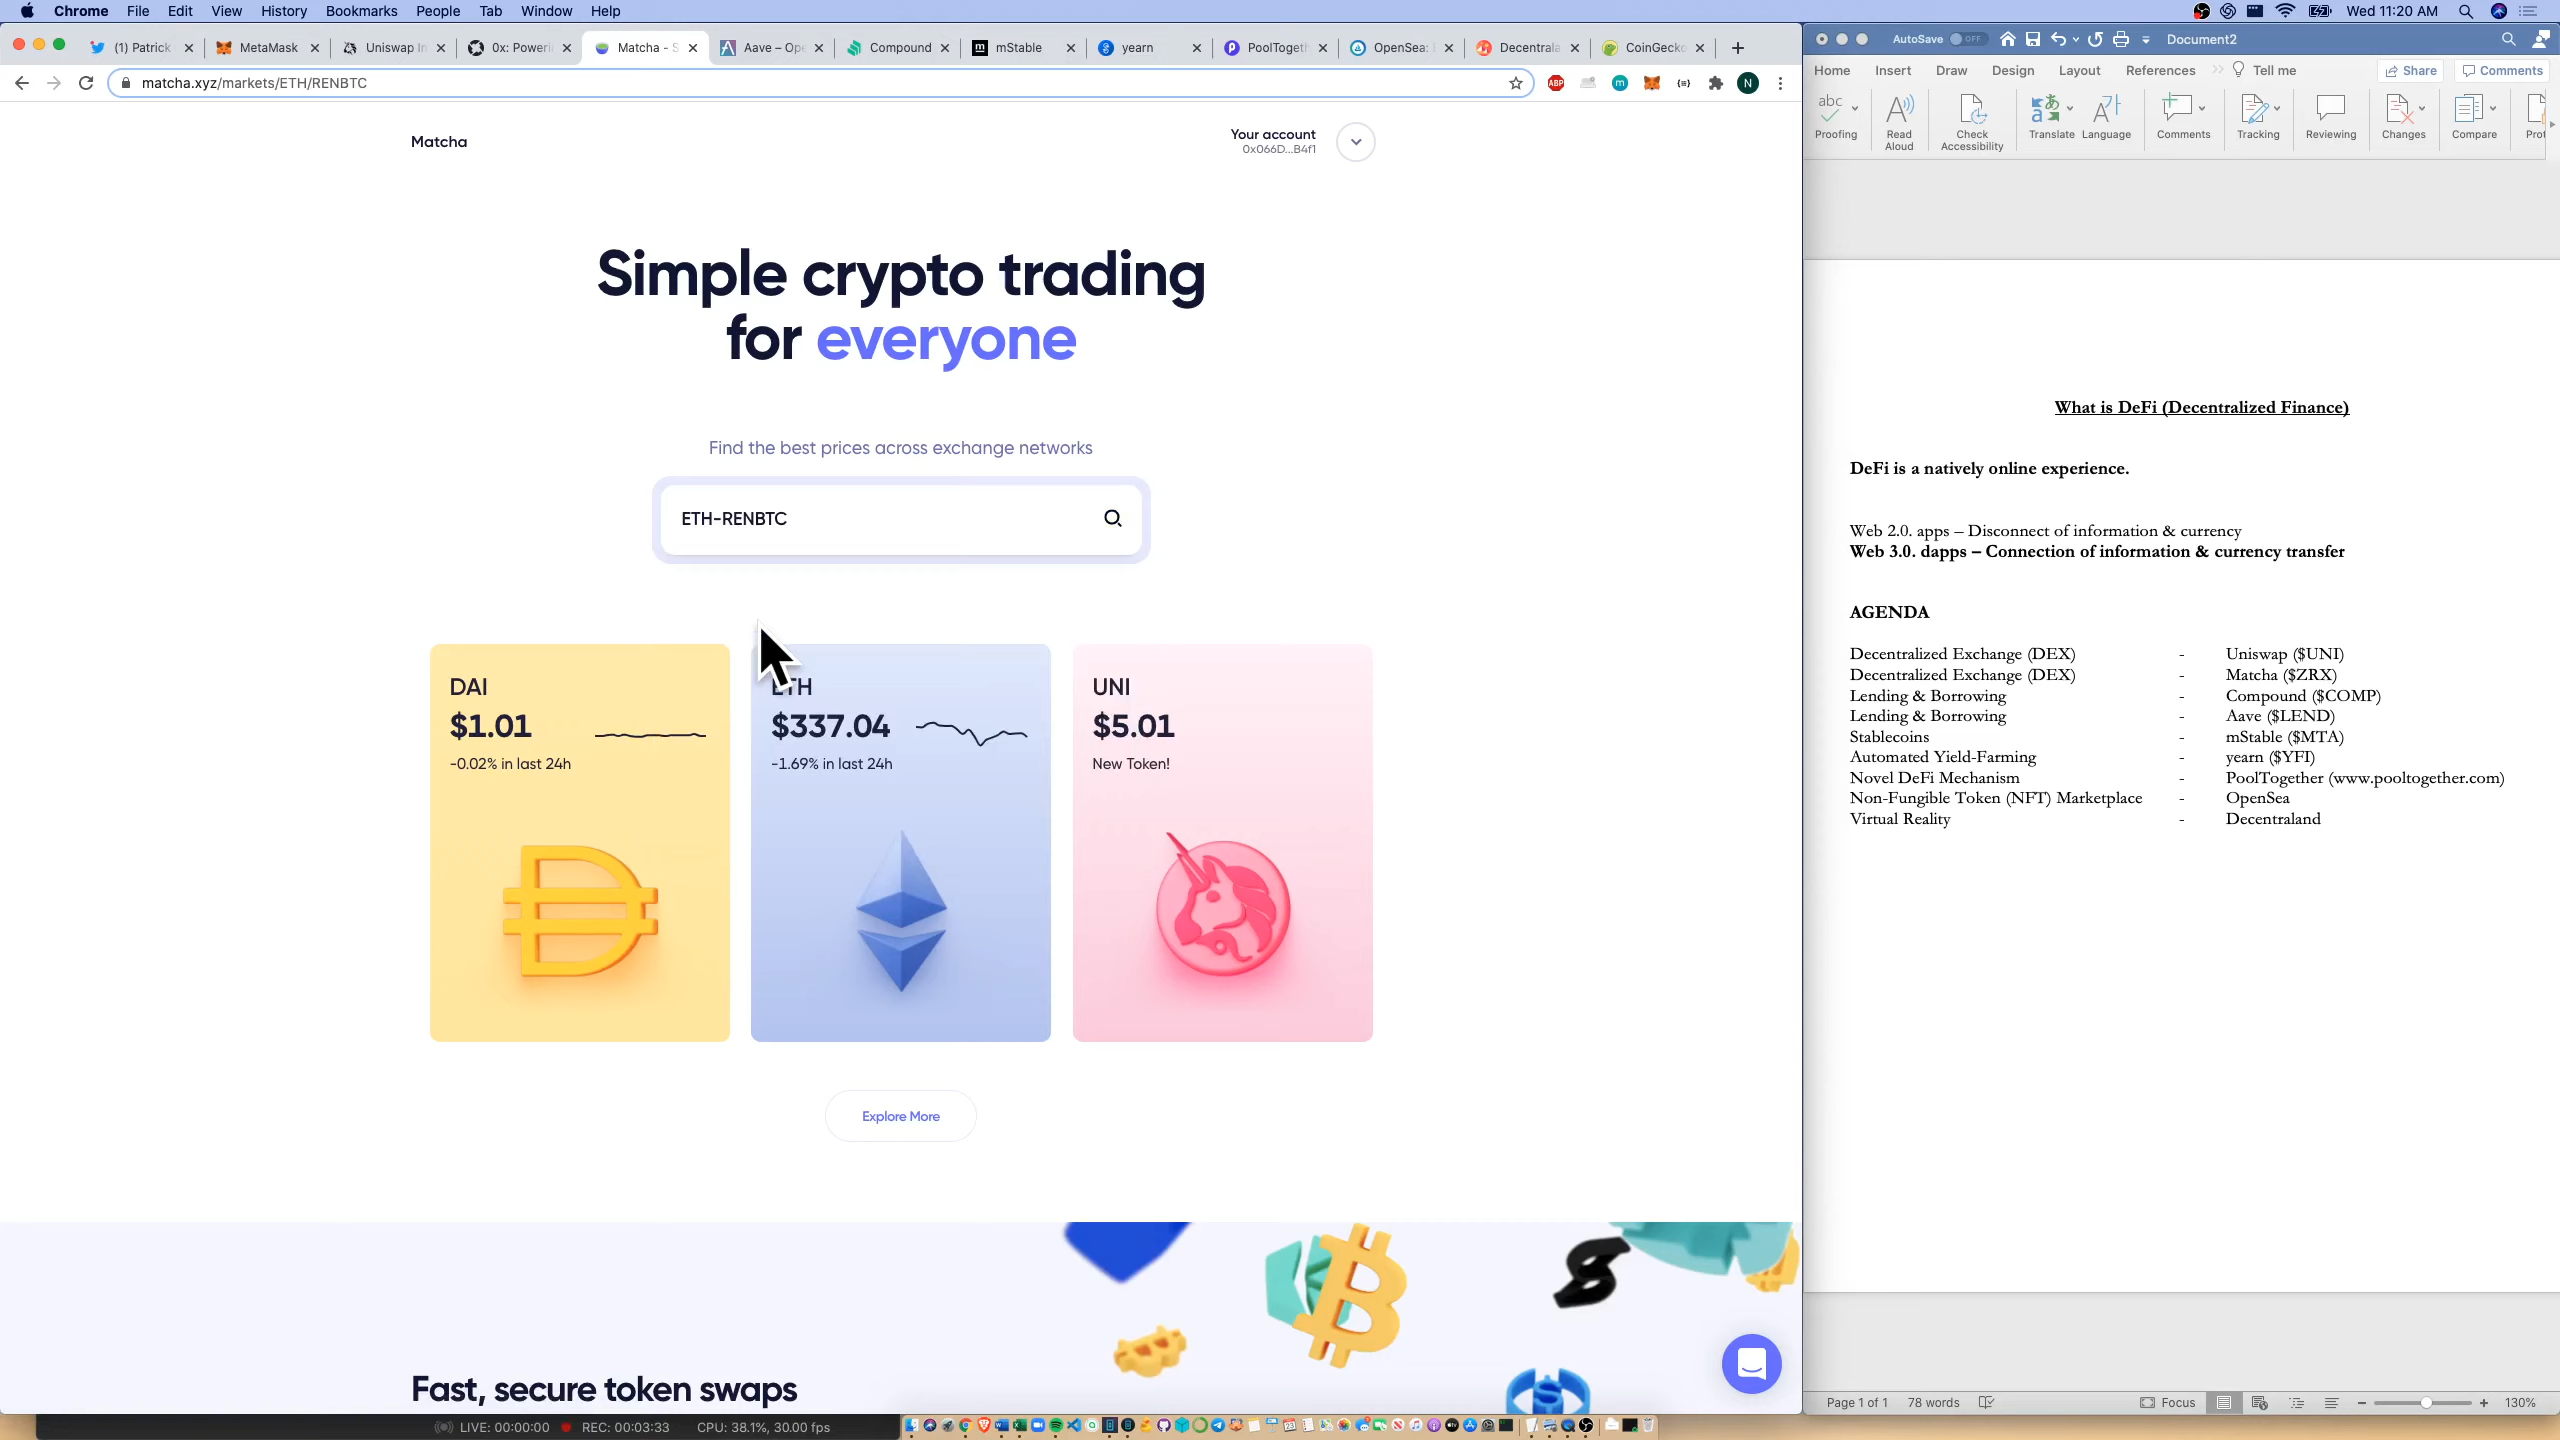 Chrome File Edit View History Bookmarks People Tab Window Help
Wed 11:20 AM
(1) Patrick
MetaMask
Uniswap In
0x: Poweri
Matcha - S
Aave – Ope
Compound
mStable
yearn
PoolTogeth
OpenSea:
Decentrala
CoinGecko
matcha.xyz/markets/ETH/RENBTC
ABP
m
N
Matcha
Your account
0x066D...B4f1
Simple crypto trading
for everyone
Find the best prices across exchange networks
ETH-RENBTC
DAI
$1.01
-0.02% in last 24h
ETH
$337.04
-1.69% in last 24h
UNI
$5.01
New Token!
Explore More
Fast, secure token swaps
LIVE: 00:00:00 REC: 00:03:33 CPU: 38.1%, 30.00 fps
AutoSave OFF
Document2
Home Insert Draw Design Layout References Tell me
Share Comments
abc
Proofing
Read
Aloud
Check
Accessibility
Translate
Language
Comments
Tracking
Reviewing
Changes
Compare
Prot
What is DeFi (Decentralized Finance)
DeFi is a natively online experience.
Web 2.0. apps – Disconnect of information & currency
Web 3.0. dapps – Connection of information & currency transfer
AGENDA
Decentralized Exchange (DEX) - Uniswap ($UNI)
Decentralized Exchange (DEX) - Matcha ($ZRX)
Lending & Borrowing - Compound ($COMP)
Lending & Borrowing - Aave ($LEND)
Stablecoins - mStable ($MTA)
Automated Yield-Farming - yearn ($YFI)
Novel DeFi Mechanism - PoolTogether (www.pooltogether.com)
Non-Fungible Token (NFT) Marketplace - OpenSea
Virtual Reality - Decentraland
Page 1 of 1 78 words
Focus
130%